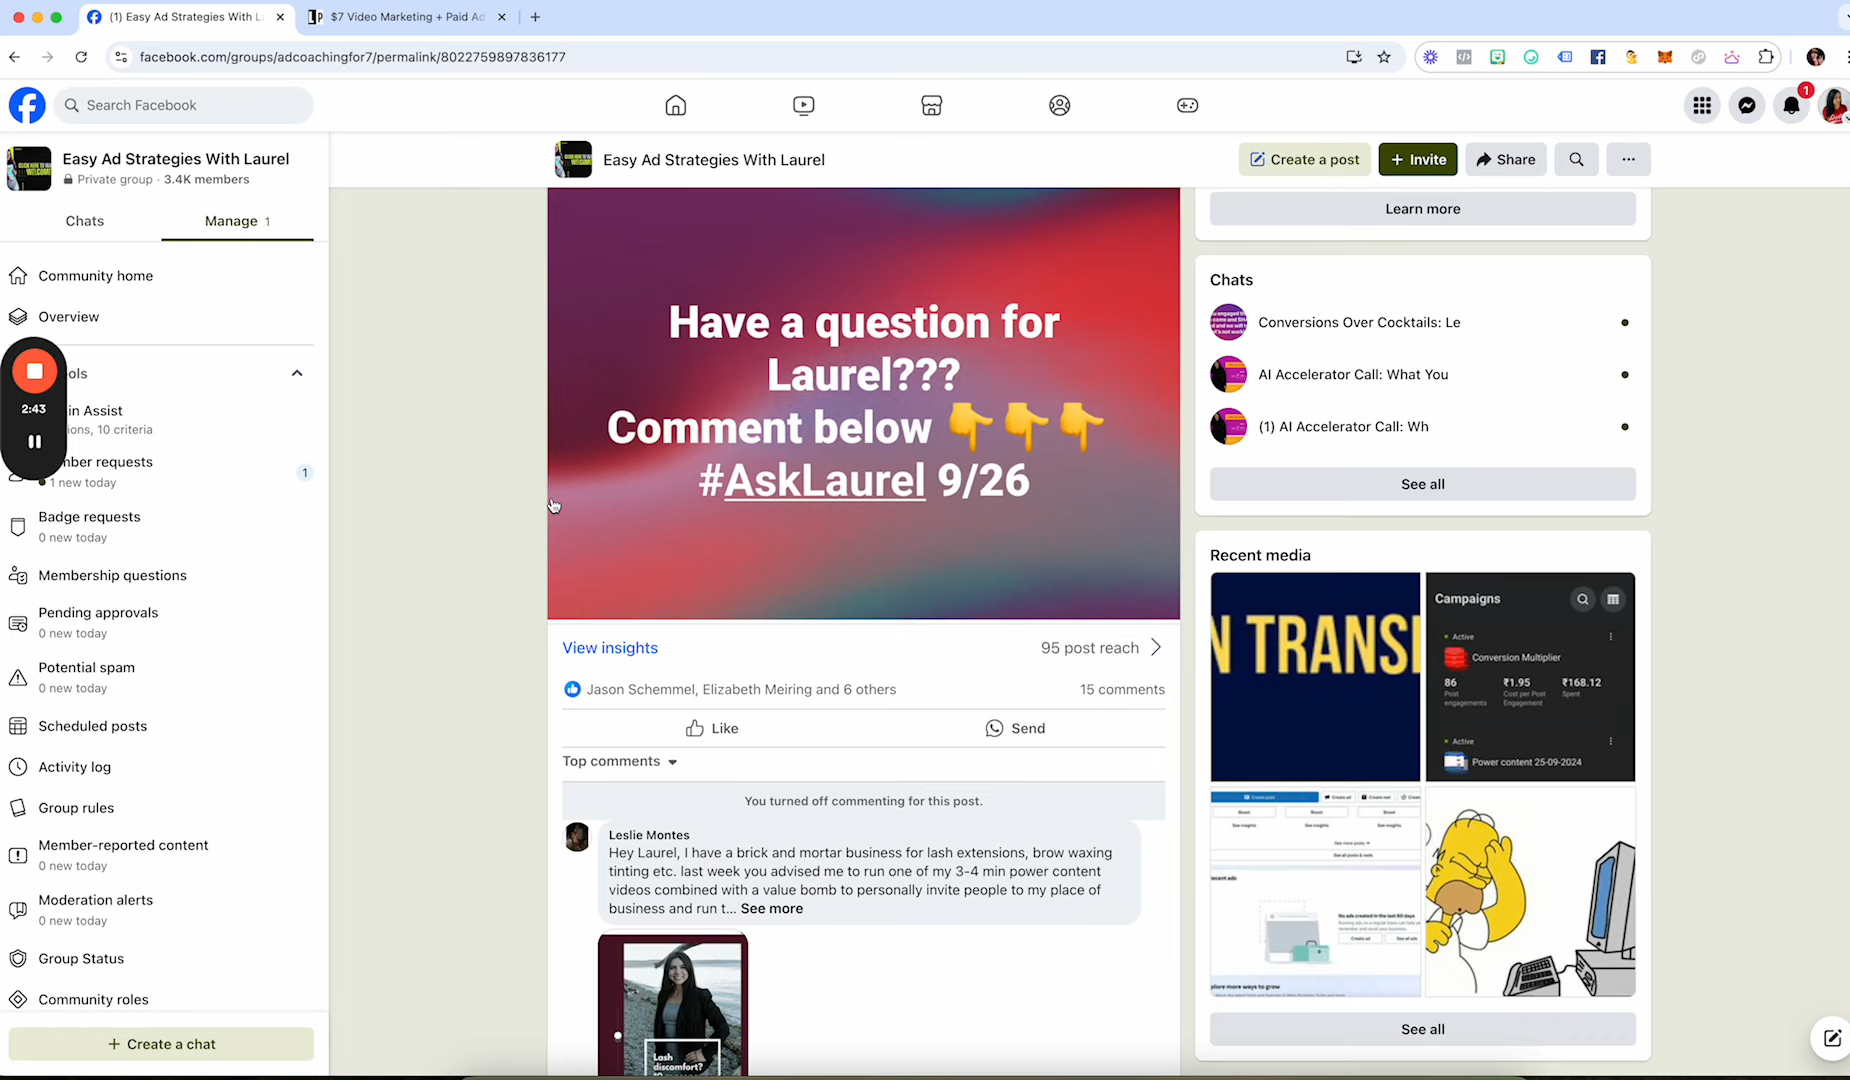 (1) Easy Ad Strategies With L
$7 Video Marketing + Paid Ad
facebook.com/groups/adcoachingfor7/permalink/8022759897836177
Search Facebook
1
Easy Ad Strategies With Laurel
Private group · 3.4K members
Chats
Manage 1
Community home
Overview
ols
2:43
in Assist
ions, 10 criteria
mber requests
1 new today
1
Badge requests
0 new today
Membership questions
Pending approvals
0 new today
Potential spam
0 new today
Scheduled posts
Activity log
Group rules
Member-reported content
0 new today
Moderation alerts
0 new today
Group Status
Community roles
+ Create a chat
Easy Ad Strategies With Laurel
Create a post
+ Invite
Share
Have a question for
Laurel???
Comment below 👇👇👇
#AskLaurel 9/26
View insights
95 post reach
Jason Schemmel, Elizabeth Meiring and 6 others
15 comments
Like
Send
Top comments
You turned off commenting for this post.
Leslie Montes
Hey Laurel, I have a brick and mortar business for lash extensions, brow waxing
tinting etc. last week you advised me to run one of my 3-4 min power content
videos combined with a value bomb to personally invite people to my place of
business and run t... See more
Lash
discomfort?
Learn more
Chats
Conversions Over Cocktails: Le
AI Accelerator Call: What You
(1) AI Accelerator Call: Wh
See all
Recent media
N TRANSI
Campaigns
Active
Conversion Multiplier
86
₹1.95
₹168.12
Post engagements
Cost per Post Engagement
Spent
Active
Power content 25-09-2024
See all